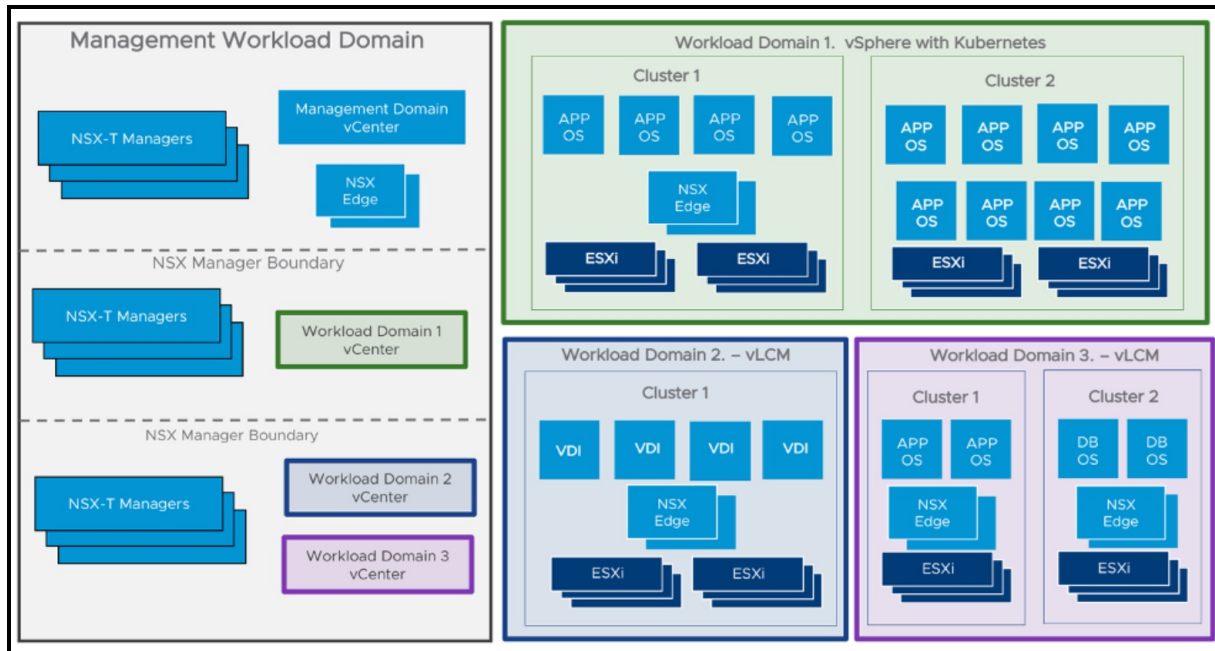 Management Workload Domain
NSX-T Managers
Management Domain
vCenter
NSX
Edge
NSX Manager Boundary
NSX-T Managers
Workload Domain 1
vCenter
NSX Manager Boundary
NSX-T Managers
Workload Domain 2
vCenter
Workload Domain 3
vCenter
Workload Domain 1. vSphere with Kubernetes
Cluster 1
APP
OS
APP
OS
APP
OS
APP
OS
NSX
Edge
ESXi
ESXi
Cluster 2
APP
OS
APP
OS
APP
OS
APP
OS
APP
OS
APP
OS
APP
OS
APP
OS
ESXi
ESXi
Workload Domain 2. – vLCM
Cluster 1
VDI
VDI
VDI
VDI
NSX
Edge
ESXi
ESXi
Workload Domain 3. – vLCM
Cluster 1
APP
OS
APP
OS
NSX
Edge
ESXi
Cluster 2
DB
OS
DB
OS
NSX
Edge
ESXi